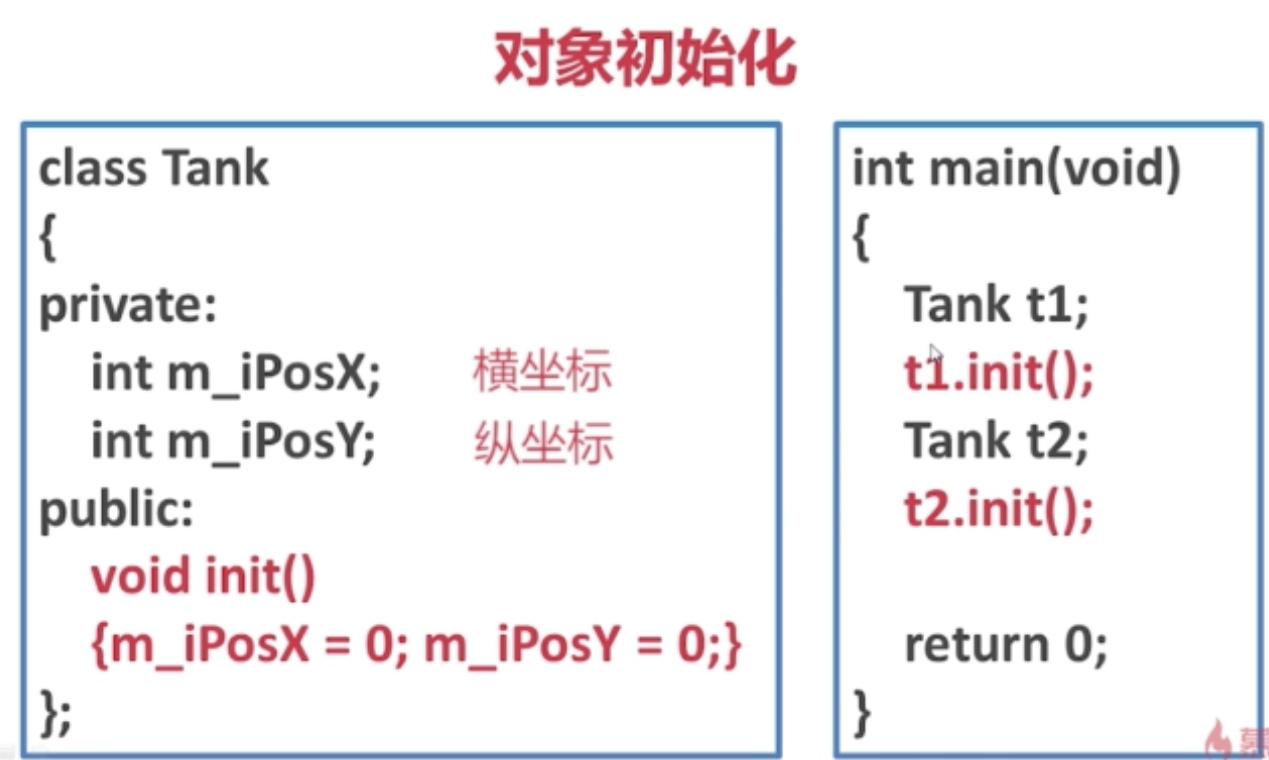 对象初始化
class Tank
{
private:
int m_iPosX; 横坐标
int m_iPosY; 纵坐标
public:
void init()
{m_iPosX = 0; m_iPosY = 0;}
};
int main(void)
{
Tank t1;
t1.init();
Tank t2;
t2.init();
return 0;
}